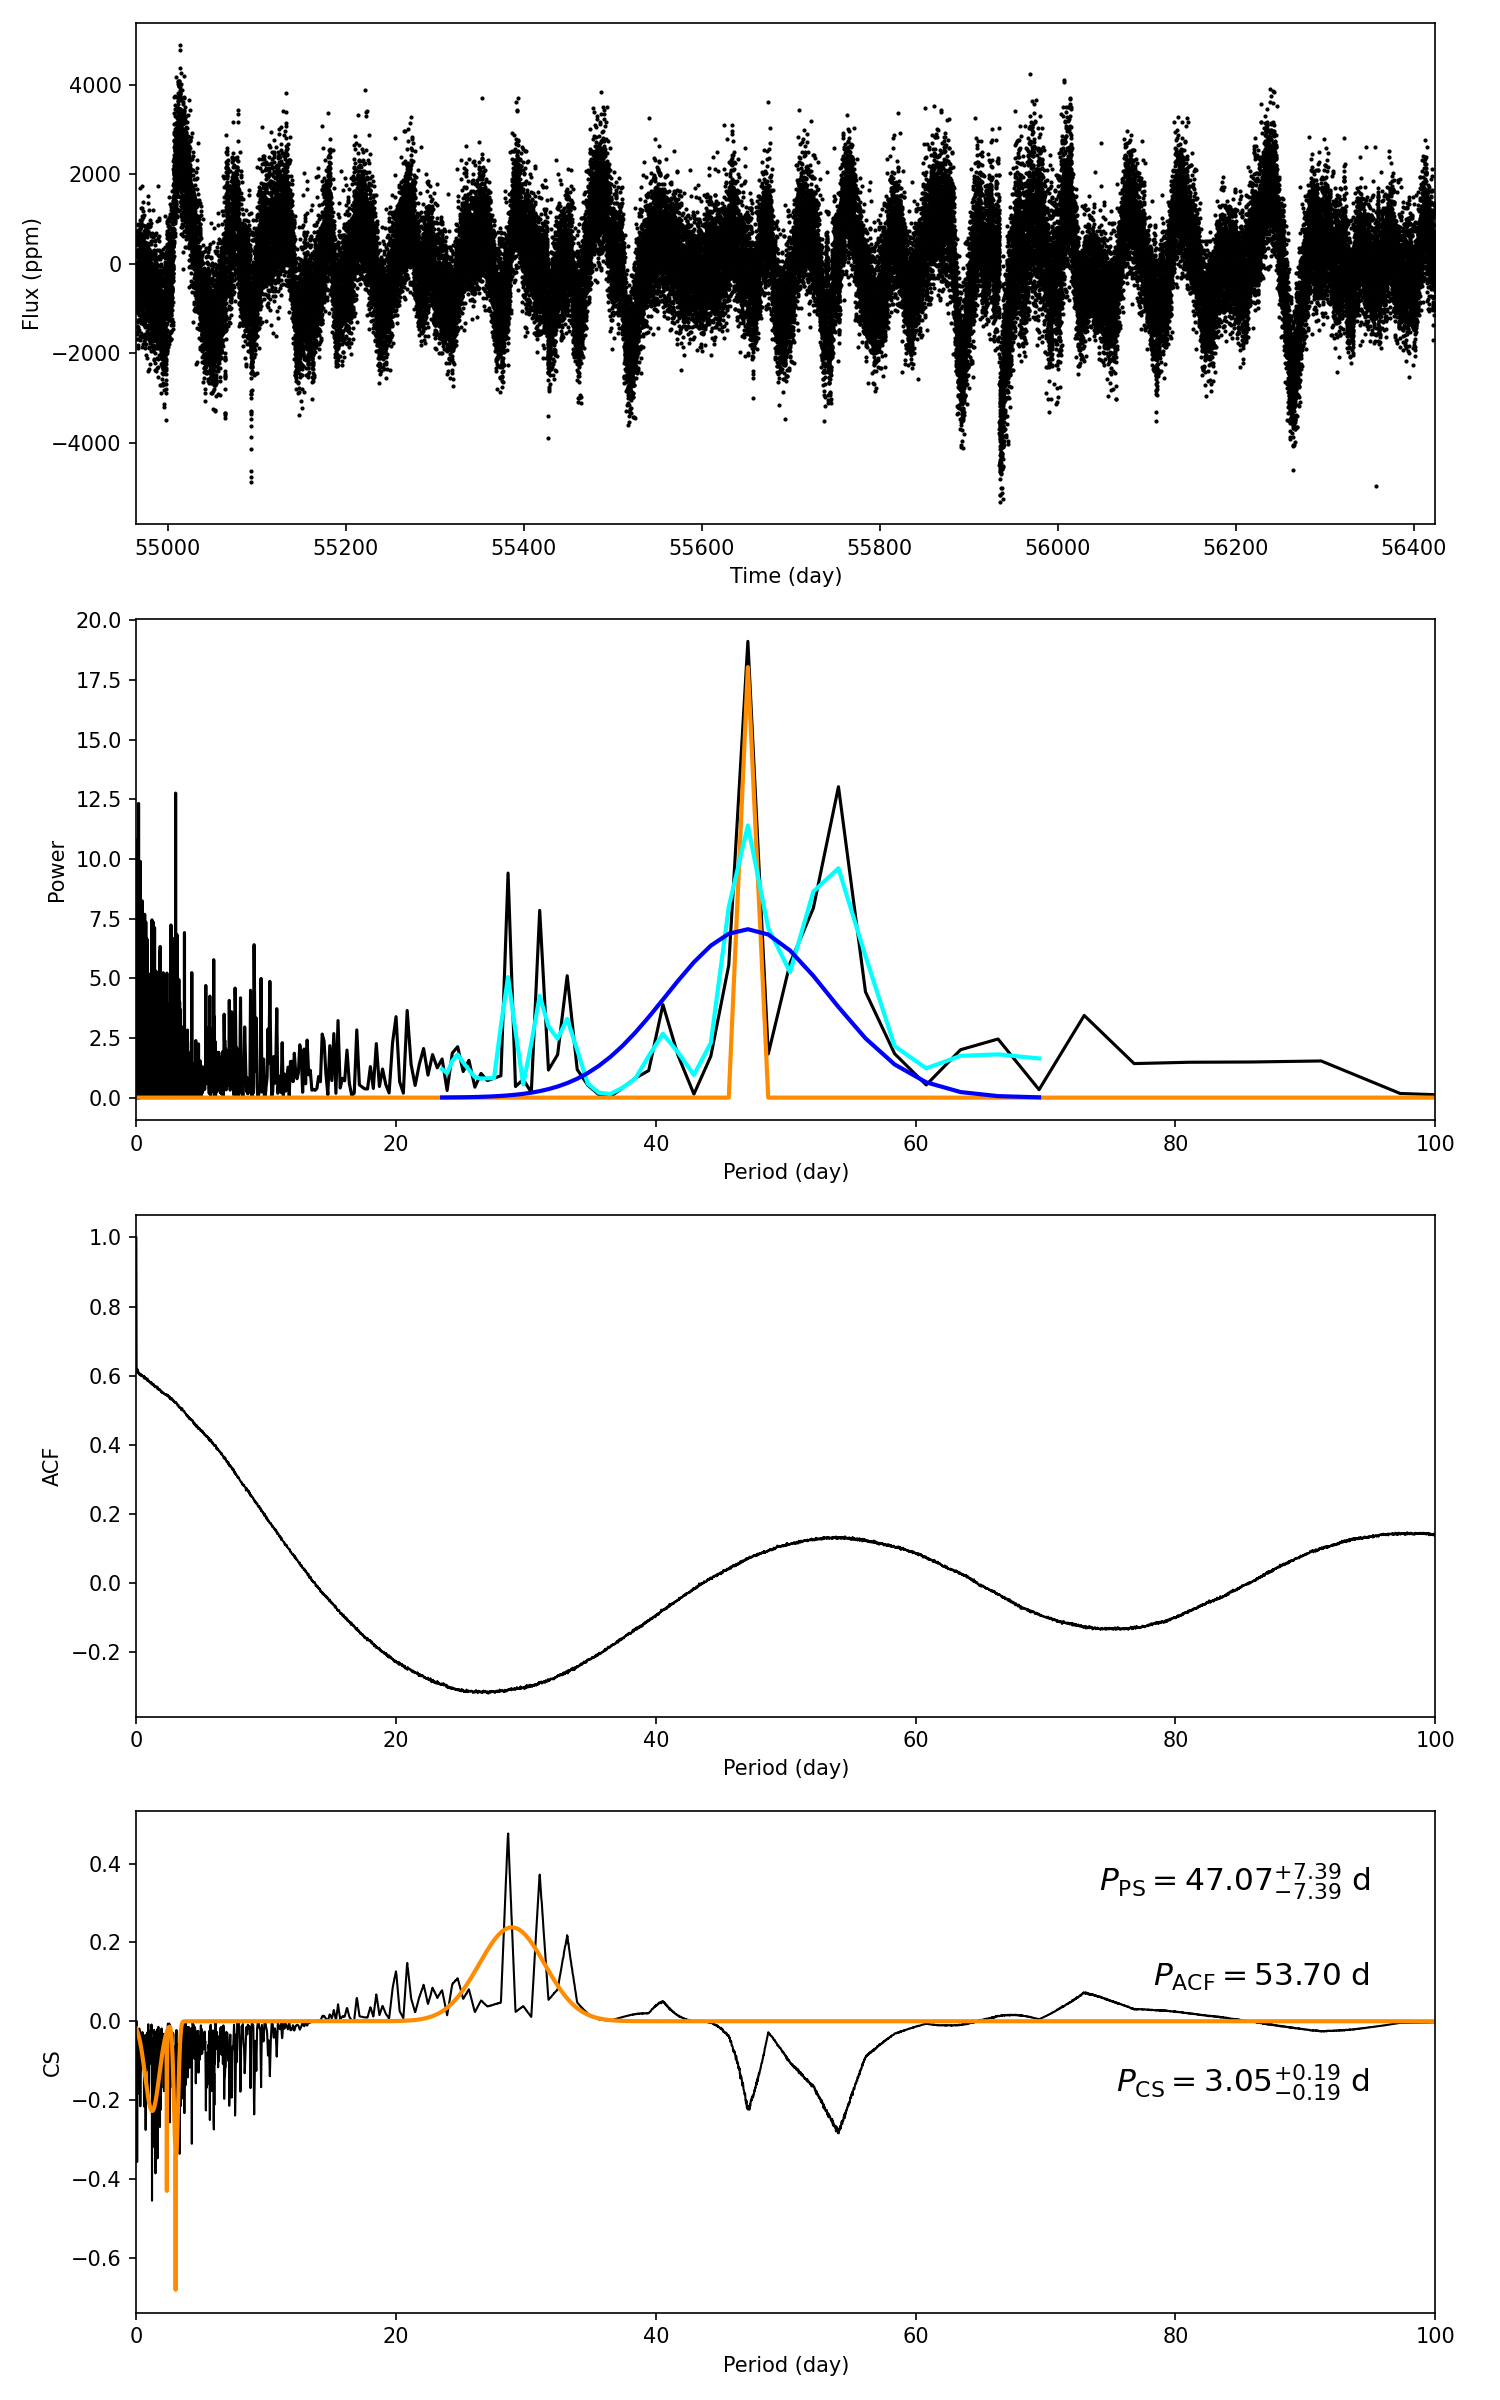 4000
2000
0
−2000
−4000
Flux (ppm)
55000 55200 55400 55600 55800 56000 56200 56400
Time (day)
20.0
17.5
15.0
12.5
10.0
7.5
5.0
2.5
0.0
Power
0 20 40 60 80 100
Period (day)
1.0
0.8
0.6
0.4
0.2
0.0
−0.2
ACF
0 20 40 60 80 100
Period (day)
0.4
0.2
0.0
−0.2
−0.4
−0.6
CS
P_PS = 47.07^{+7.39}_{−7.39} d
P_ACF = 53.70 d
P_CS = 3.05^{+0.19}_{−0.19} d
0 20 40 60 80 100
Period (day)